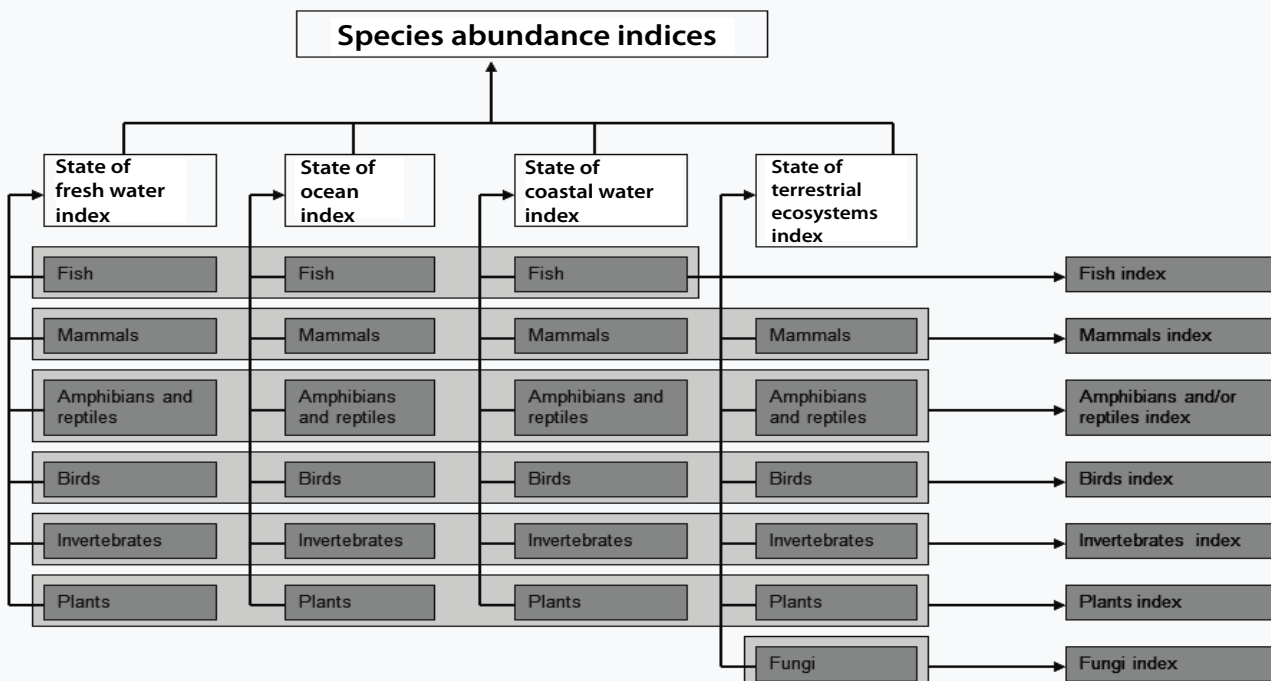 Species abundance indices
State of
fresh water
index
State of
ocean
index
State of
coastal water
index
State of
terrestrial
ecosystems
index
Fish
Fish
Fish
Fish index
Mammals
Mammals
Mammals
Mammals
Mammals index
Amphibians and
reptiles
Amphibians
and reptiles
Amphibians and
reptiles
Amphibians
and reptiles
Amphibians and/or
reptiles index
Birds
Birds
Birds
Birds
Birds index
Invertebrates
Invertebrates
Invertebrates
Invertebrates
Invertebrates index
Plants
Plants
Plants
Plants
Plants index
Fungi
Fungi index